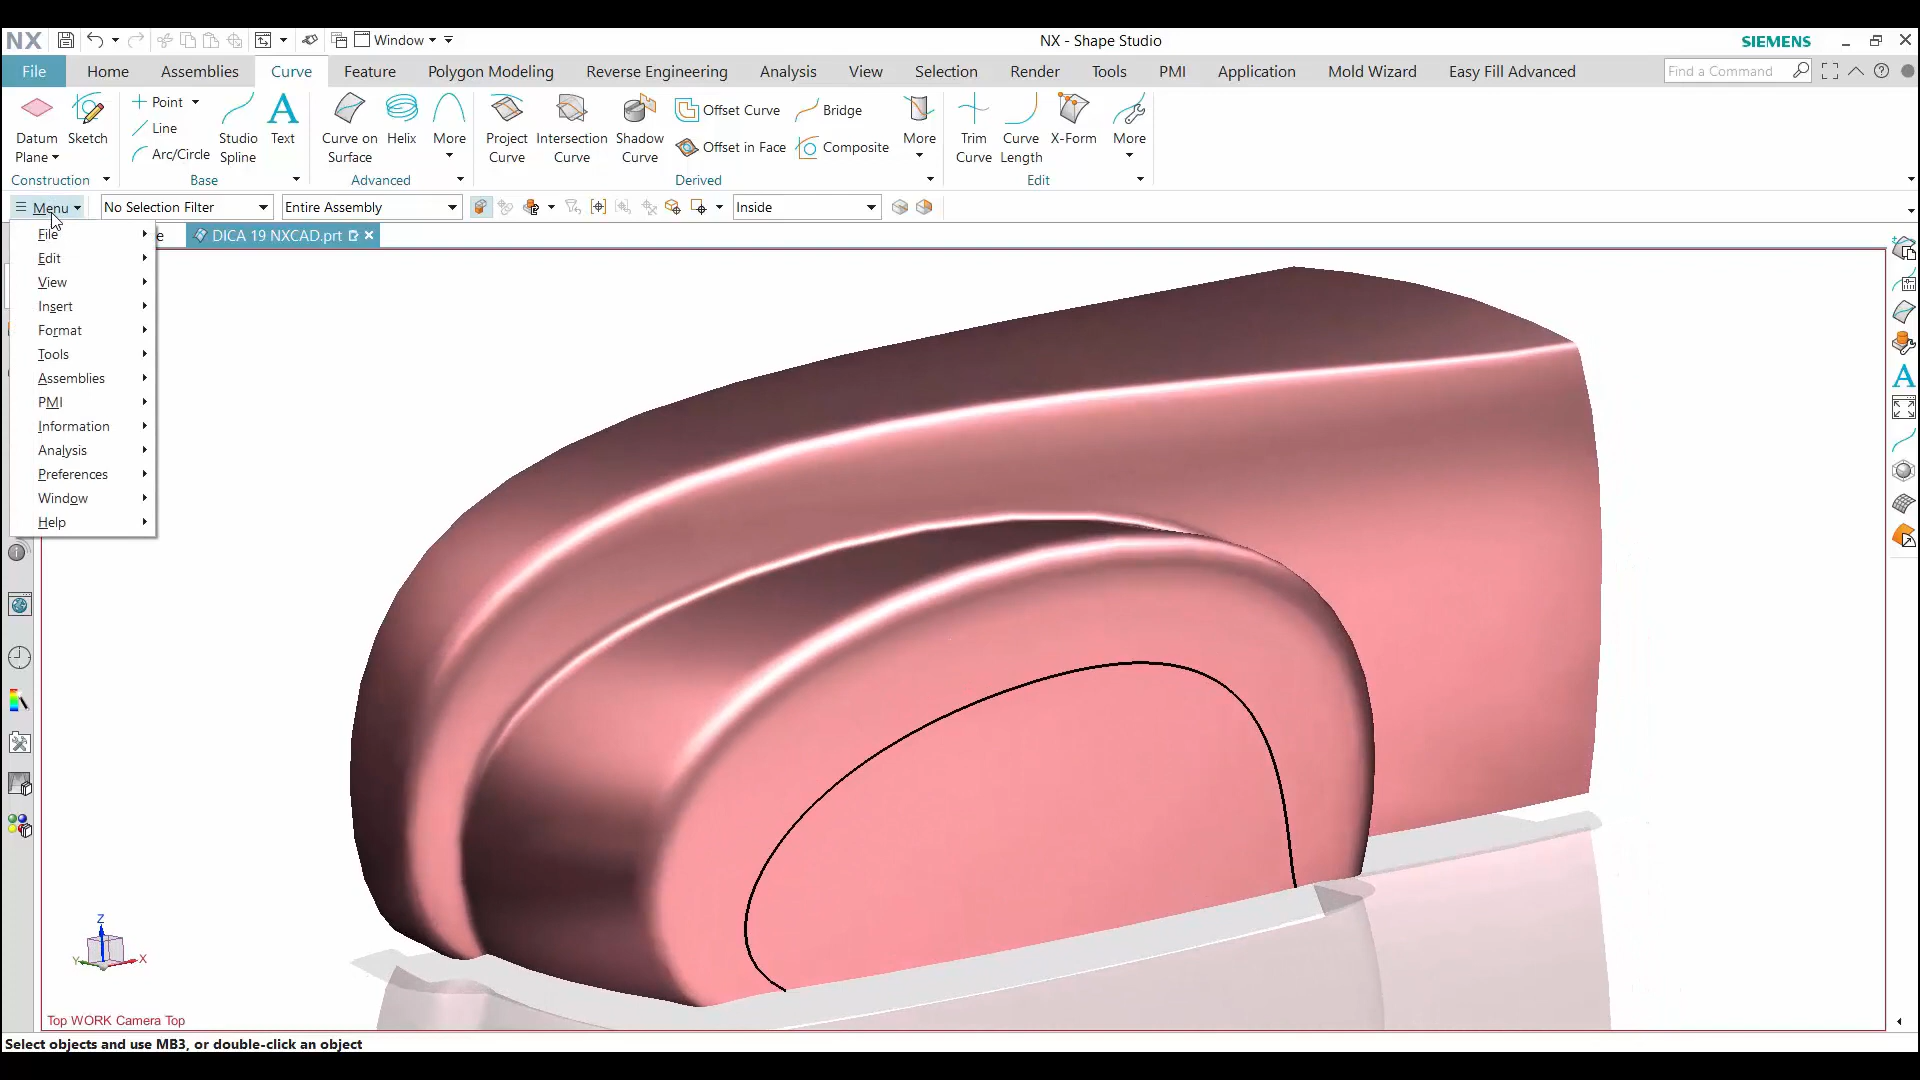 NX
Window
NX - Shape Studio
SIEMENS
File Home Assemblies Curve Feature Polygon Modeling Reverse Engineering Analysis View Selection Render Tools PMI Application Mold Wizard Easy Fill Advanced Find a Command
Datum Plane
Sketch
Point
Line
Arc/Circle
Studio Spline
Text
Curve on Surface
Helix
More
Project Curve
Intersection Curve
Shadow Curve
Offset Curve
Offset in Face
Bridge
Composite
More
Trim Curve
Curve Length
X-Form
More
Construction Base Advanced Derived Edit
Menu No Selection Filter Entire Assembly Inside
e DICA 19 NXCAD.prt
File
Edit
View
Insert
Format
Tools
Assemblies
PMI
Information
Analysis
Preferences
Window
Help
Z
Y
X
Top WORK Camera Top
Select objects and use MB3, or double-click an object